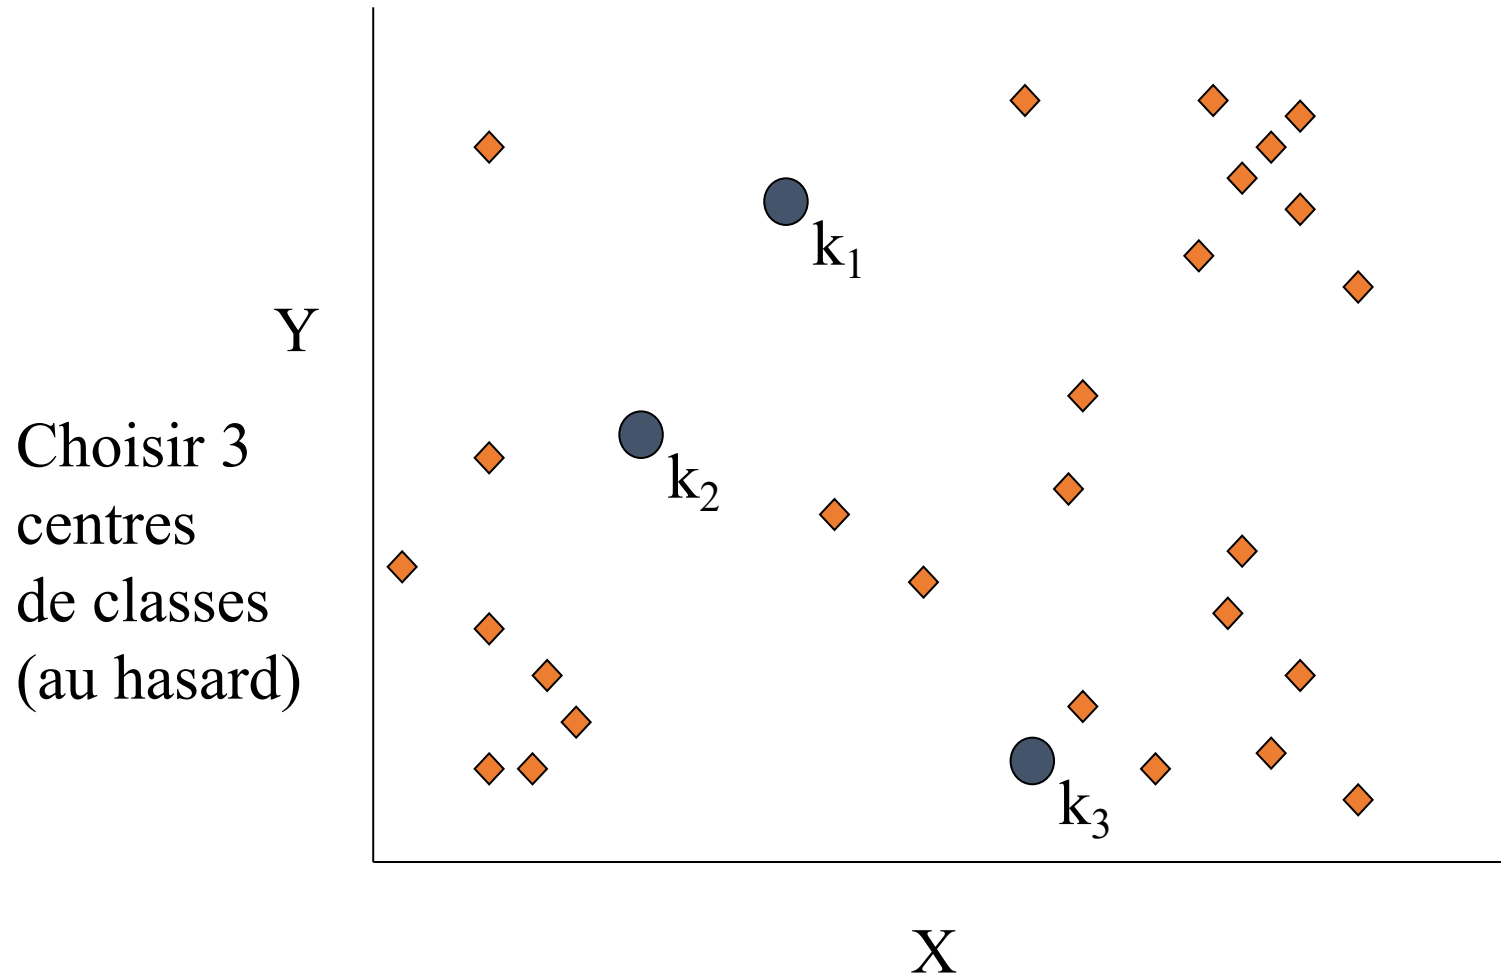 k₁
Y
Choisir 3
centres
de classes
(au hasard)
k₂
k₃
X